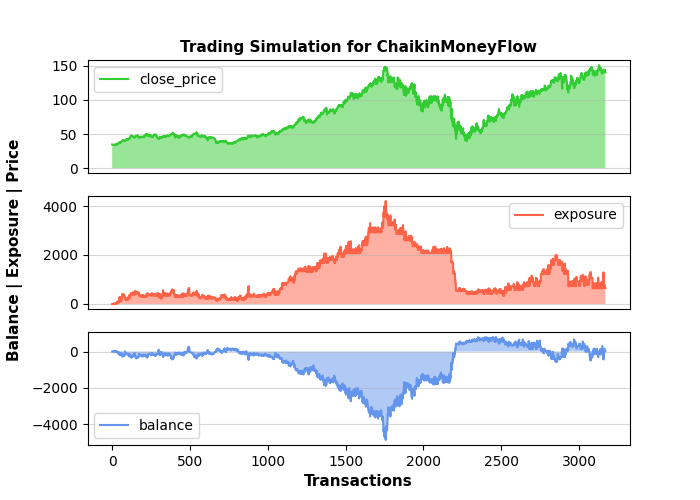 Trading Simulation for ChaikinMoneyFlow
Balance | Exposure | Price
150
100
50
0
close_price
4000
2000
0
exposure
0
−2000
−4000
balance
0
500
1000
1500
2000
2500
3000
Transactions